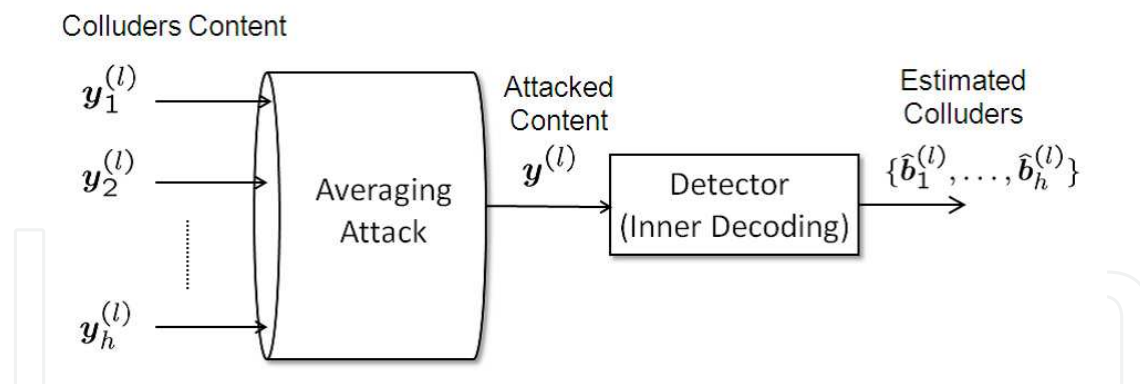 Colluders Content
y_1^{(l)}
y_2^{(l)}
y_h^{(l)}
Averaging
Attack
Attacked
Content
y^{(l)}
Detector
(Inner Decoding)
Estimated
Colluders
{\hat{b}_1^{(l)},...,\hat{b}_h^{(l)}}